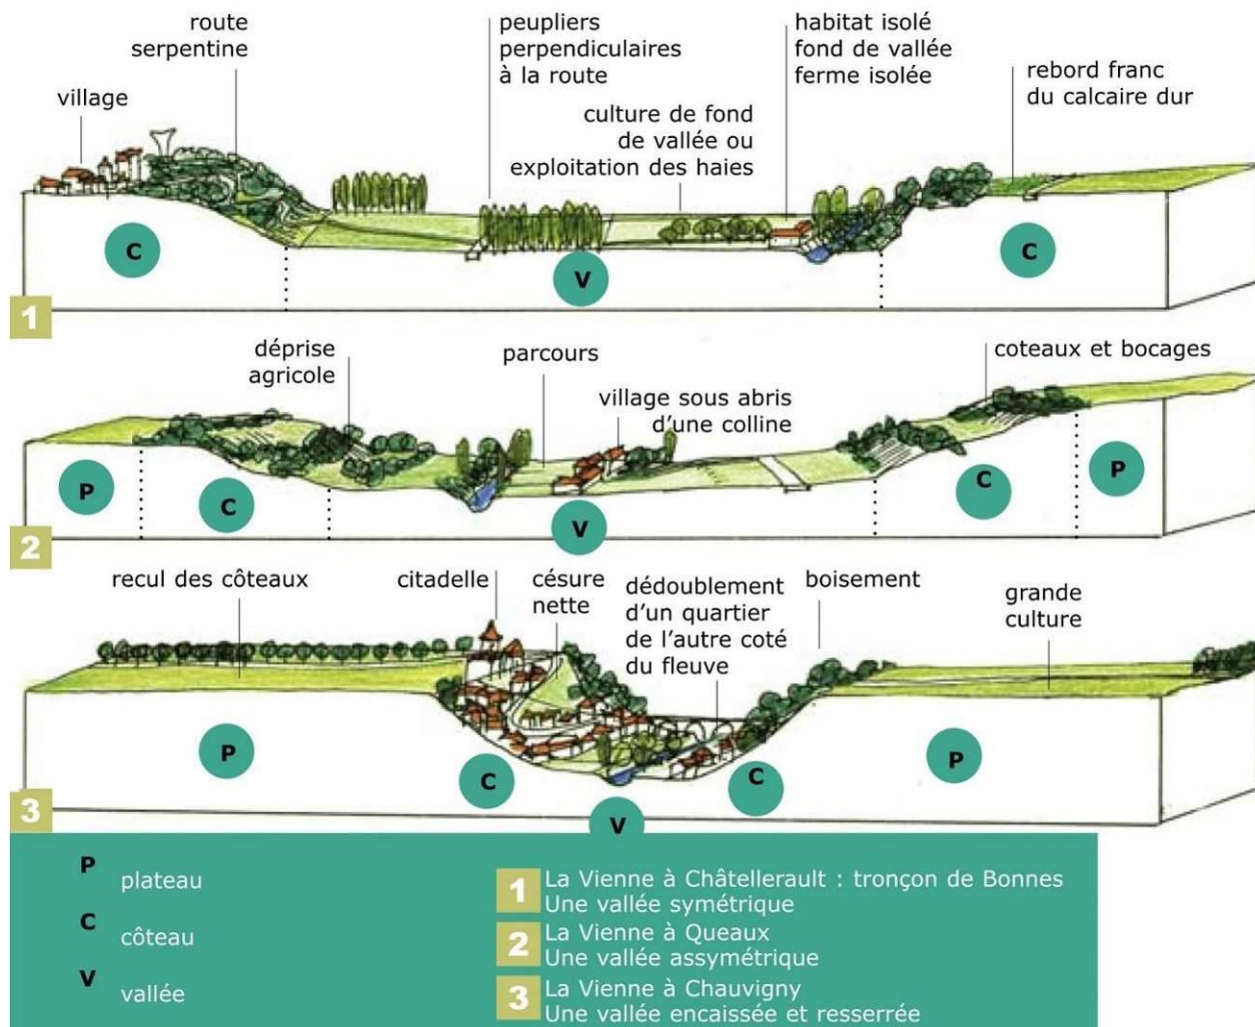 route
serpentine
village
peupliers
perpendiculaires
à la route
culture de fond
de vallée ou
exploitation des haies
habitat isolé
fond de vallée
ferme isolée
rebord franc
du calcaire dur
C
V
C
1
déprise
agricole
parcours
village sous abris
d'une colline
coteaux et bocages
P
C
V
C
P
2
recul des côteaux
citadelle
césure
nette
dédoublement
d'un quartier
de l'autre coté
du fleuve
boisement
grande
culture
P
C
V
C
P
3
P plateau
C côteau
V vallée
1 La Vienne à Châtellerault : tronçon de Bonnes
Une vallée symétrique
2 La Vienne à Queaux
Une vallée assymétrique
3 La Vienne à Chauvigny
Une vallée encaissée et resserrée